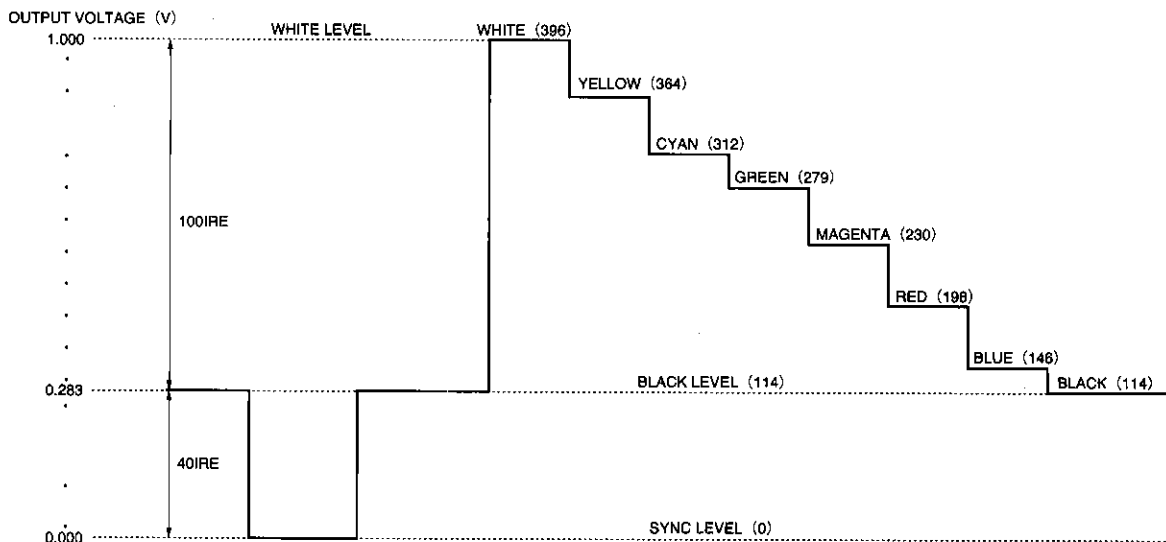 OUTPUT VOLTAGE (V)
1.000
WHITE LEVEL
WHITE (396)
YELLOW (364)
CYAN (312)
GREEN (279)
100IRE
MAGENTA (230)
RED (198)
BLUE (146)
0.283
BLACK LEVEL (114)
BLACK (114)
40IRE
0.000
SYNC LEVEL (0)